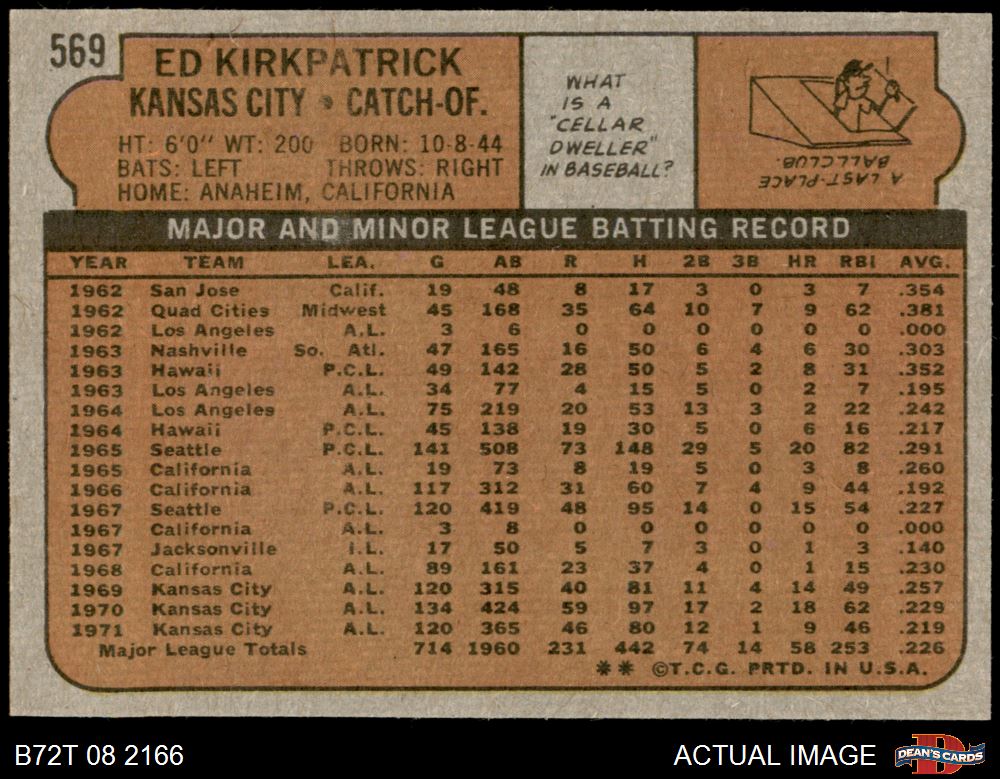 569
ED KIRKPATRICK
KANSAS CITY • CATCH-OF.
HT: 6'0" WT: 200 BORN: 10-8-44
BATS: LEFT THROWS: RIGHT
HOME: ANAHEIM, CALIFORNIA
WHAT
IS A
"CELLAR
DWELLER"
IN BASEBALL?
A LAST-PLACE
BALLCLUB.
MAJOR AND MINOR LEAGUE BATTING RECORD
YEAR TEAM LEA. G AB R H 2B 3B HR RBI AVG.
1962 San Jose Calif. 19 48 8 17 3 0 3 7 .354
1962 Quad Cities Midwest 45 168 35 64 10 7 9 62 .381
1962 Los Angeles A.L. 3 6 0 0 0 0 0 0 .000
1963 Nashville So. Atl. 47 165 16 50 6 4 6 30 .303
1963 Hawaii P.C.L. 49 142 28 50 5 2 8 31 .352
1963 Los Angeles A.L. 34 77 4 15 5 0 2 7 .195
1964 Los Angeles A.L. 75 219 20 53 13 3 2 22 .242
1964 Hawaii P.C.L. 45 138 19 30 5 0 6 16 .217
1965 Seattle P.C.L. 141 508 73 148 29 5 20 82 .291
1965 California A.L. 19 73 8 19 5 0 3 8 .260
1966 California A.L. 117 312 31 60 7 4 9 44 .192
1967 Seattle P.C.L. 120 419 48 95 14 0 15 54 .227
1967 California A.L. 3 8 0 0 0 0 0 0 .000
1967 Jacksonville I.L. 17 50 5 7 3 0 1 3 .140
1968 California A.L. 89 161 23 37 4 0 1 15 .230
1969 Kansas City A.L. 120 315 40 81 11 4 14 49 .257
1970 Kansas City A.L. 134 424 59 97 17 2 18 62 .229
1971 Kansas City A.L. 120 365 46 80 12 1 9 46 .219
Major League Totals 714 1960 231 442 74 14 58 253 .226
** ©T.C.G. PRTD. IN U.S.A.
B72T 08 2166
ACTUAL IMAGE
D
DEAN'S CARDS